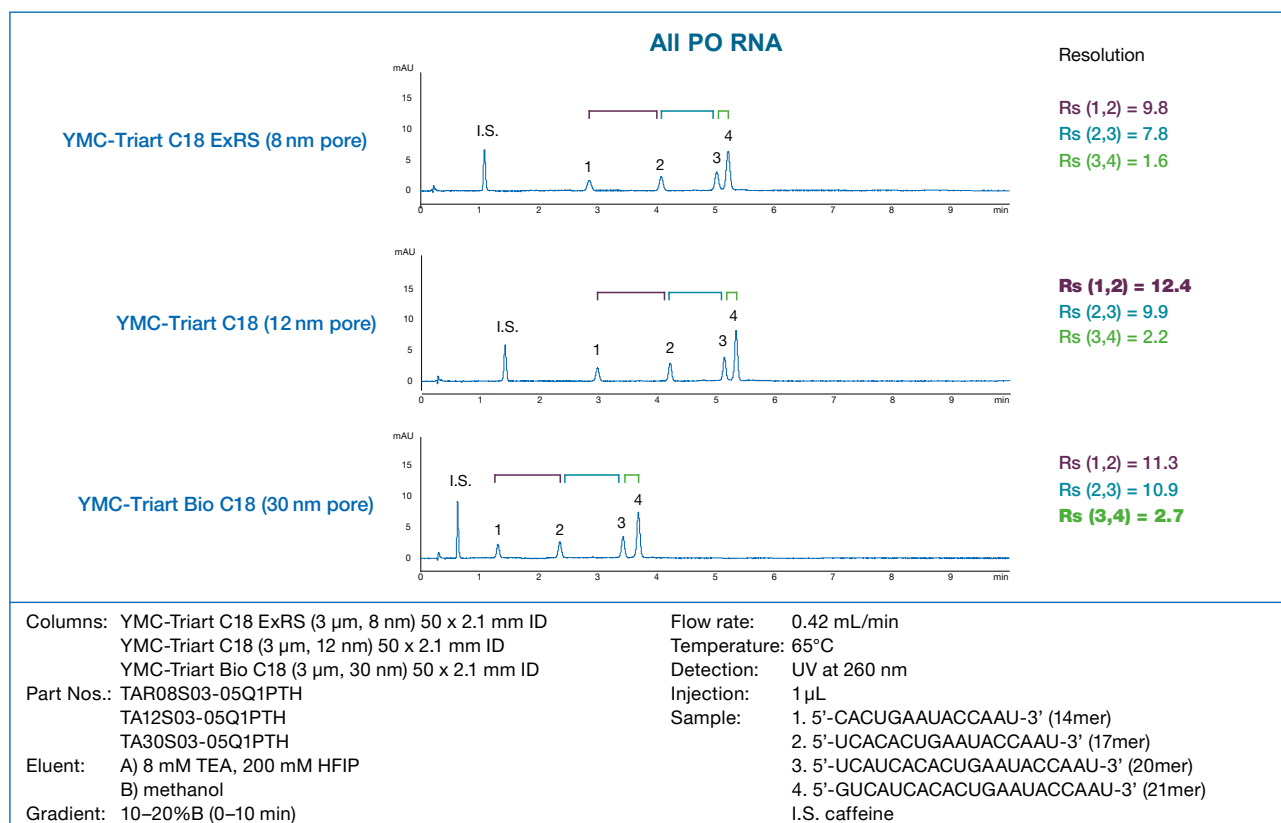 All PO RNA
Resolution
YMC-Triart C18 ExRS (8 nm pore)
mAU
15
10
5
0
I.S.
1
2
3
4
0 1 2 3 4 5 6 7 8 9 min
Rs (1,2) = 9.8
Rs (2,3) = 7.8
Rs (3,4) = 1.6
YMC-Triart C18 (12 nm pore)
mAU
15
10
5
0
I.S.
1
2
3
4
0 1 2 3 4 5 6 7 8 9 min
Rs (1,2) = 12.4
Rs (2,3) = 9.9
Rs (3,4) = 2.2
YMC-Triart Bio C18 (30 nm pore)
mAU
15
10
5
0
I.S.
1
2
3
4
0 1 2 3 4 5 6 7 8 9 min
Rs (1,2) = 11.3
Rs (2,3) = 10.9
Rs (3,4) = 2.7
Columns: YMC-Triart C18 ExRS (3 µm, 8 nm) 50 x 2.1 mm ID
YMC-Triart C18 (3 µm, 12 nm) 50 x 2.1 mm ID
YMC-Triart Bio C18 (3 µm, 30 nm) 50 x 2.1 mm ID
Part Nos.: TAR08S03-05Q1PTH
TA12S03-05Q1PTH
TA30S03-05Q1PTH
Eluent: A) 8 mM TEA, 200 mM HFIP
B) methanol
Gradient: 10–20%B (0–10 min)
Flow rate: 0.42 mL/min
Temperature: 65°C
Detection: UV at 260 nm
Injection: 1 µL
Sample: 1. 5'-CACUGAAUACCAAU-3' (14mer)
2. 5'-UCACACUGAAUACCAAU-3' (17mer)
3. 5'-UCAUCACACUGAAUACCAAU-3' (20mer)
4. 5'-GUCAUCACACUGAAUACCAAU-3' (21mer)
I.S. caffeine